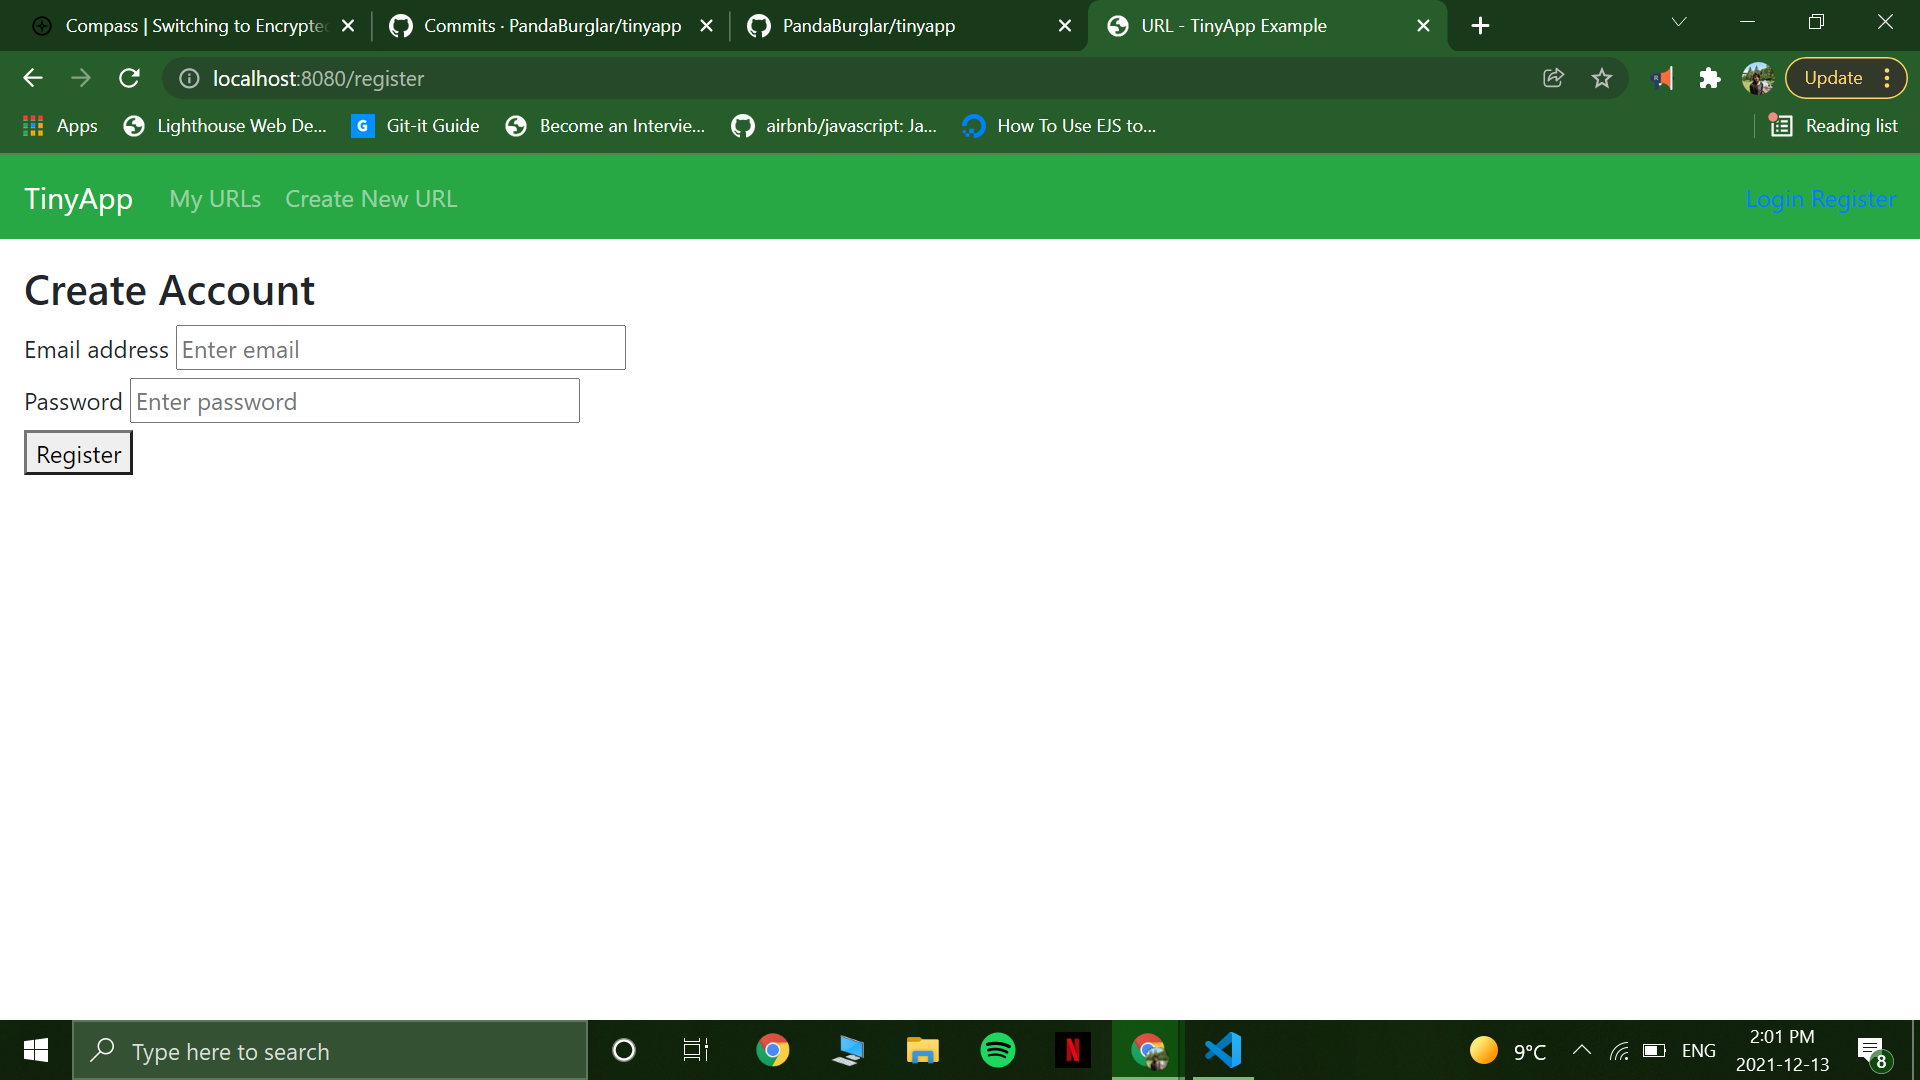 Compass | Switching to Encrypte
Commits · PandaBurglar/tinyapp
PandaBurglar/tinyapp
URL - TinyApp Example
localhost:8080/register
Update
Apps
Lighthouse Web De...
G
Git-it Guide
Become an Intervie...
airbnb/javascript: Ja...
How To Use EJS to...
Reading list
TinyApp
My URLs
Create New URL
Login Register
Create Account
Email address Enter email
Password Enter password
Register
Type here to search
N
9°C
ENG
2:01 PM
2021-12-13
8